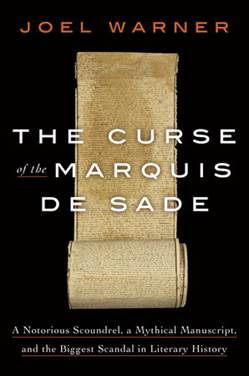 JOEL WARNER
THE CURSE
of the
MARQUIS
DE SADE
A Notorious Scoundrel, a Mythical Manuscript,
and the Biggest Scandal in Literary History